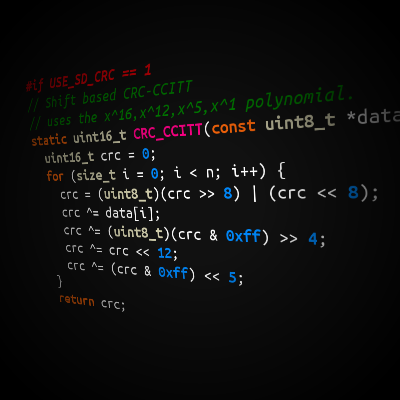 #if USE_SD_CRC == 1
// Shift based CRC-CCITT
// uses the x^16,x^12,x^5,x^1 polynomial.
static uint16_t CRC_CCITT(const uint8_t *data
uint16_t crc = 0;
for (size_t i = 0; i < n; i++) {
crc = (uint8_t)(crc >> 8) | (crc << 8);
crc ^= data[i];
crc ^= (uint8_t)(crc & 0xff) >> 4;
crc ^= crc << 12;
crc ^= (crc & 0xff) << 5;
}
return crc;